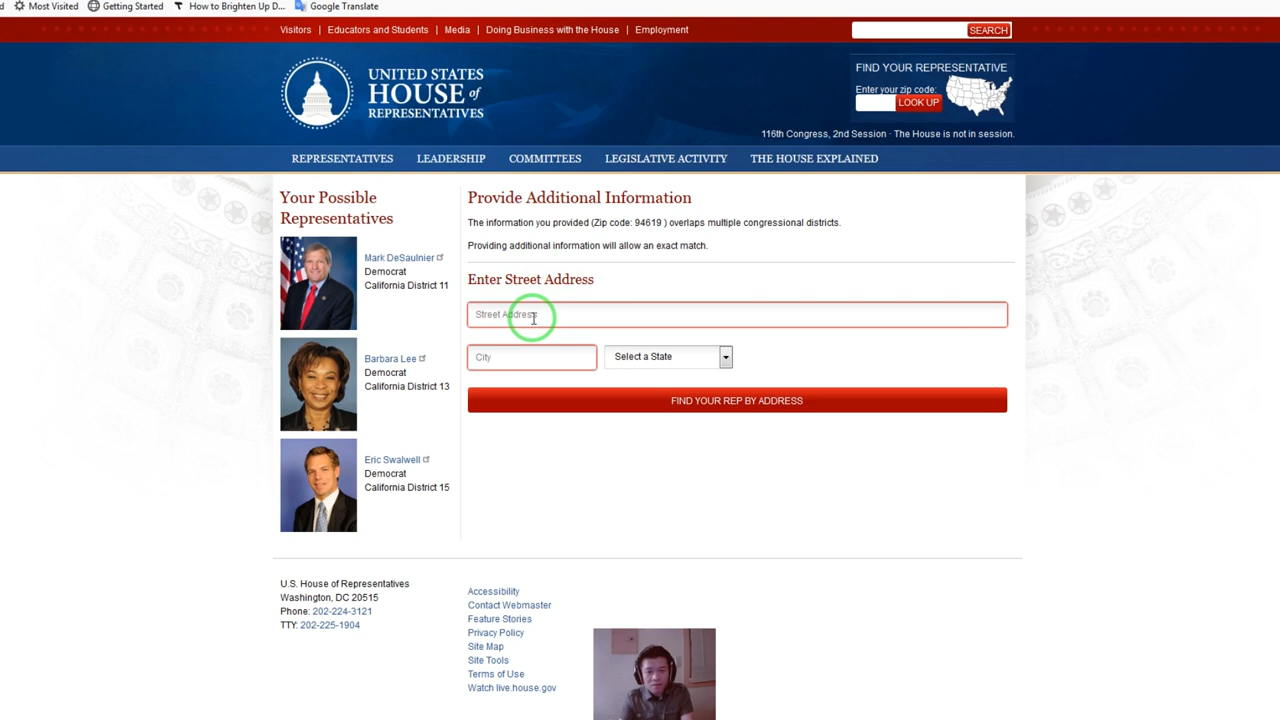 Most Visited Getting Started How to Brighten Up D... Google Translate
Visitors | Educators and Students | Media | Doing Business with the House | Employment
SEARCH
UNITED STATES
HOUSE of
REPRESENTATIVES
FIND YOUR REPRESENTATIVE
Enter your zip code:
LOOK UP
116th Congress, 2nd Session · The House is not in session.
REPRESENTATIVES LEADERSHIP COMMITTEES LEGISLATIVE ACTIVITY THE HOUSE EXPLAINED
Your Possible
Representatives
Mark DeSaulnier
Democrat
California District 11
Barbara Lee
Democrat
California District 13
Eric Swalwell
Democrat
California District 15
Provide Additional Information
The information you provided (Zip code: 94619 ) overlaps multiple congressional districts.
Providing additional information will allow an exact match.
Enter Street Address
Street Address
City
Select a State
FIND YOUR REP BY ADDRESS
U.S. House of Representatives
Washington, DC 20515
Phone: 202-224-3121
TTY: 202-225-1904
Accessibility
Contact Webmaster
Feature Stories
Privacy Policy
Site Map
Site Tools
Terms of Use
Watch live.house.gov